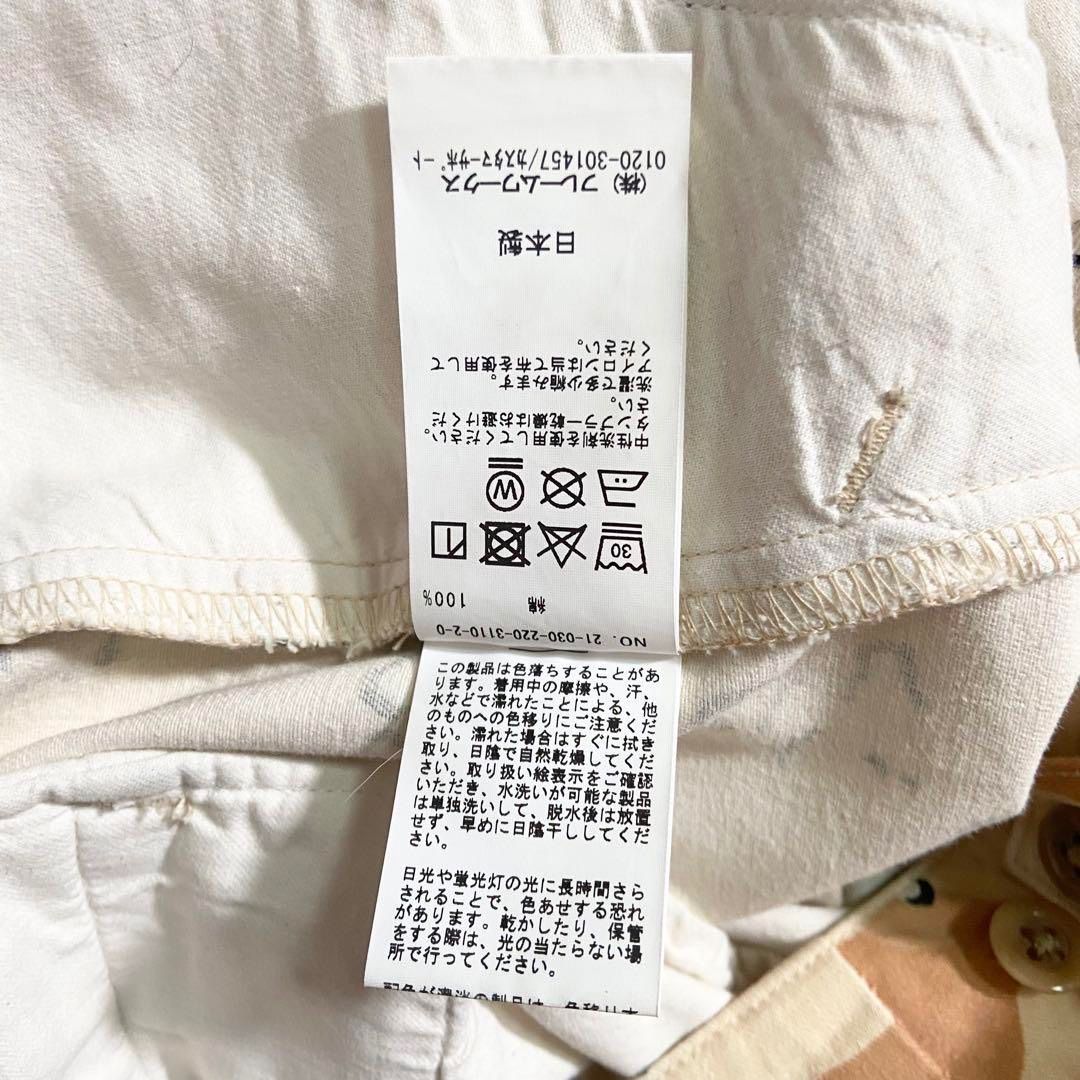 NO. 21-030-220-3110-2-0
綿 100%
30
W
中性洗剤を使用してください。
タンブラー乾燥はお避けくだ
さい。
洗濯で多少縮みます。
アイロンは当て布を使用して
ください。
日本製
(株) フレームワークス
0120-301457/カスタマーサポート
この製品は色落ちすることがあ
ります。着用中の摩擦や、汗、
水などで濡れたことによる、他
のものへの色移りにご注意くだ
さい。濡れた場合はすぐに拭き
取り、日陰で自然乾燥してくだ
さい。取り扱い絵表示をご確認
いただき、水洗いが可能な製品
は単独洗いして、脱水後は放置
せず、早めに日陰干ししてくだ
さい。
日光や蛍光灯の光に長時間さら
されることで、色あせする恐れ
があります。乾かしたり、保管
をする際は、光の当たらない場
所で行ってください。
配色が濃淡の製品は、色移り